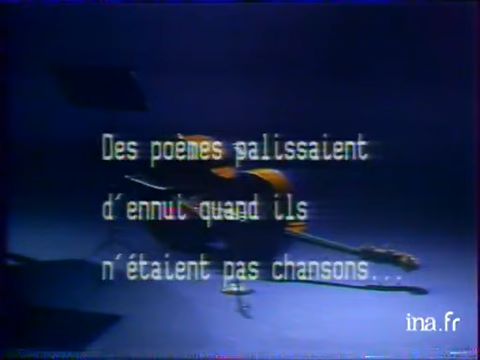 Des poèmes palissaient
d'ennui quand ils
n'étaient pas chansons...
ina.fr